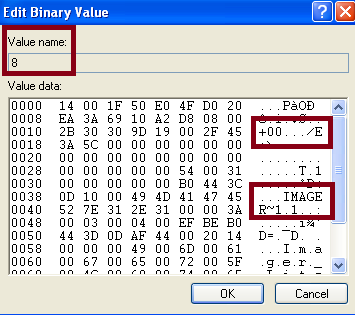 Edit Binary Value
Value name:
8
Value data:
0000 14 00 1F 50 E0 4F D0 20 ...PàOÐ
0008 EA 3A 69 10 A2 D8 08 00
0010 2B 30 30 9D 19 00 2F 45 +00.../E
0018 3A 5C 00 00 00 00 00 00
0020 00 00 00 00 00 00 00 00 ........
0028 00 00 00 00 00 54 00 31 .....T.1
0030 00 00 00 00 00 B0 44 3C
0038 0D 10 00 49 4D 41 47 45 ...IMAGE
0040 52 7E 31 2E 31 00 00 3A R~1.1..:
0048 00 03 00 04 00 EF BE B0 .....ï¾°
0050 44 3D 0D AF 44 00 20 14 D=.¯D. .
0058 00 00 00 49 00 6D 00 61 ...I.m.a
0060 00 67 00 65 00 72 00 5F .g.e.r._
OK
Cancel